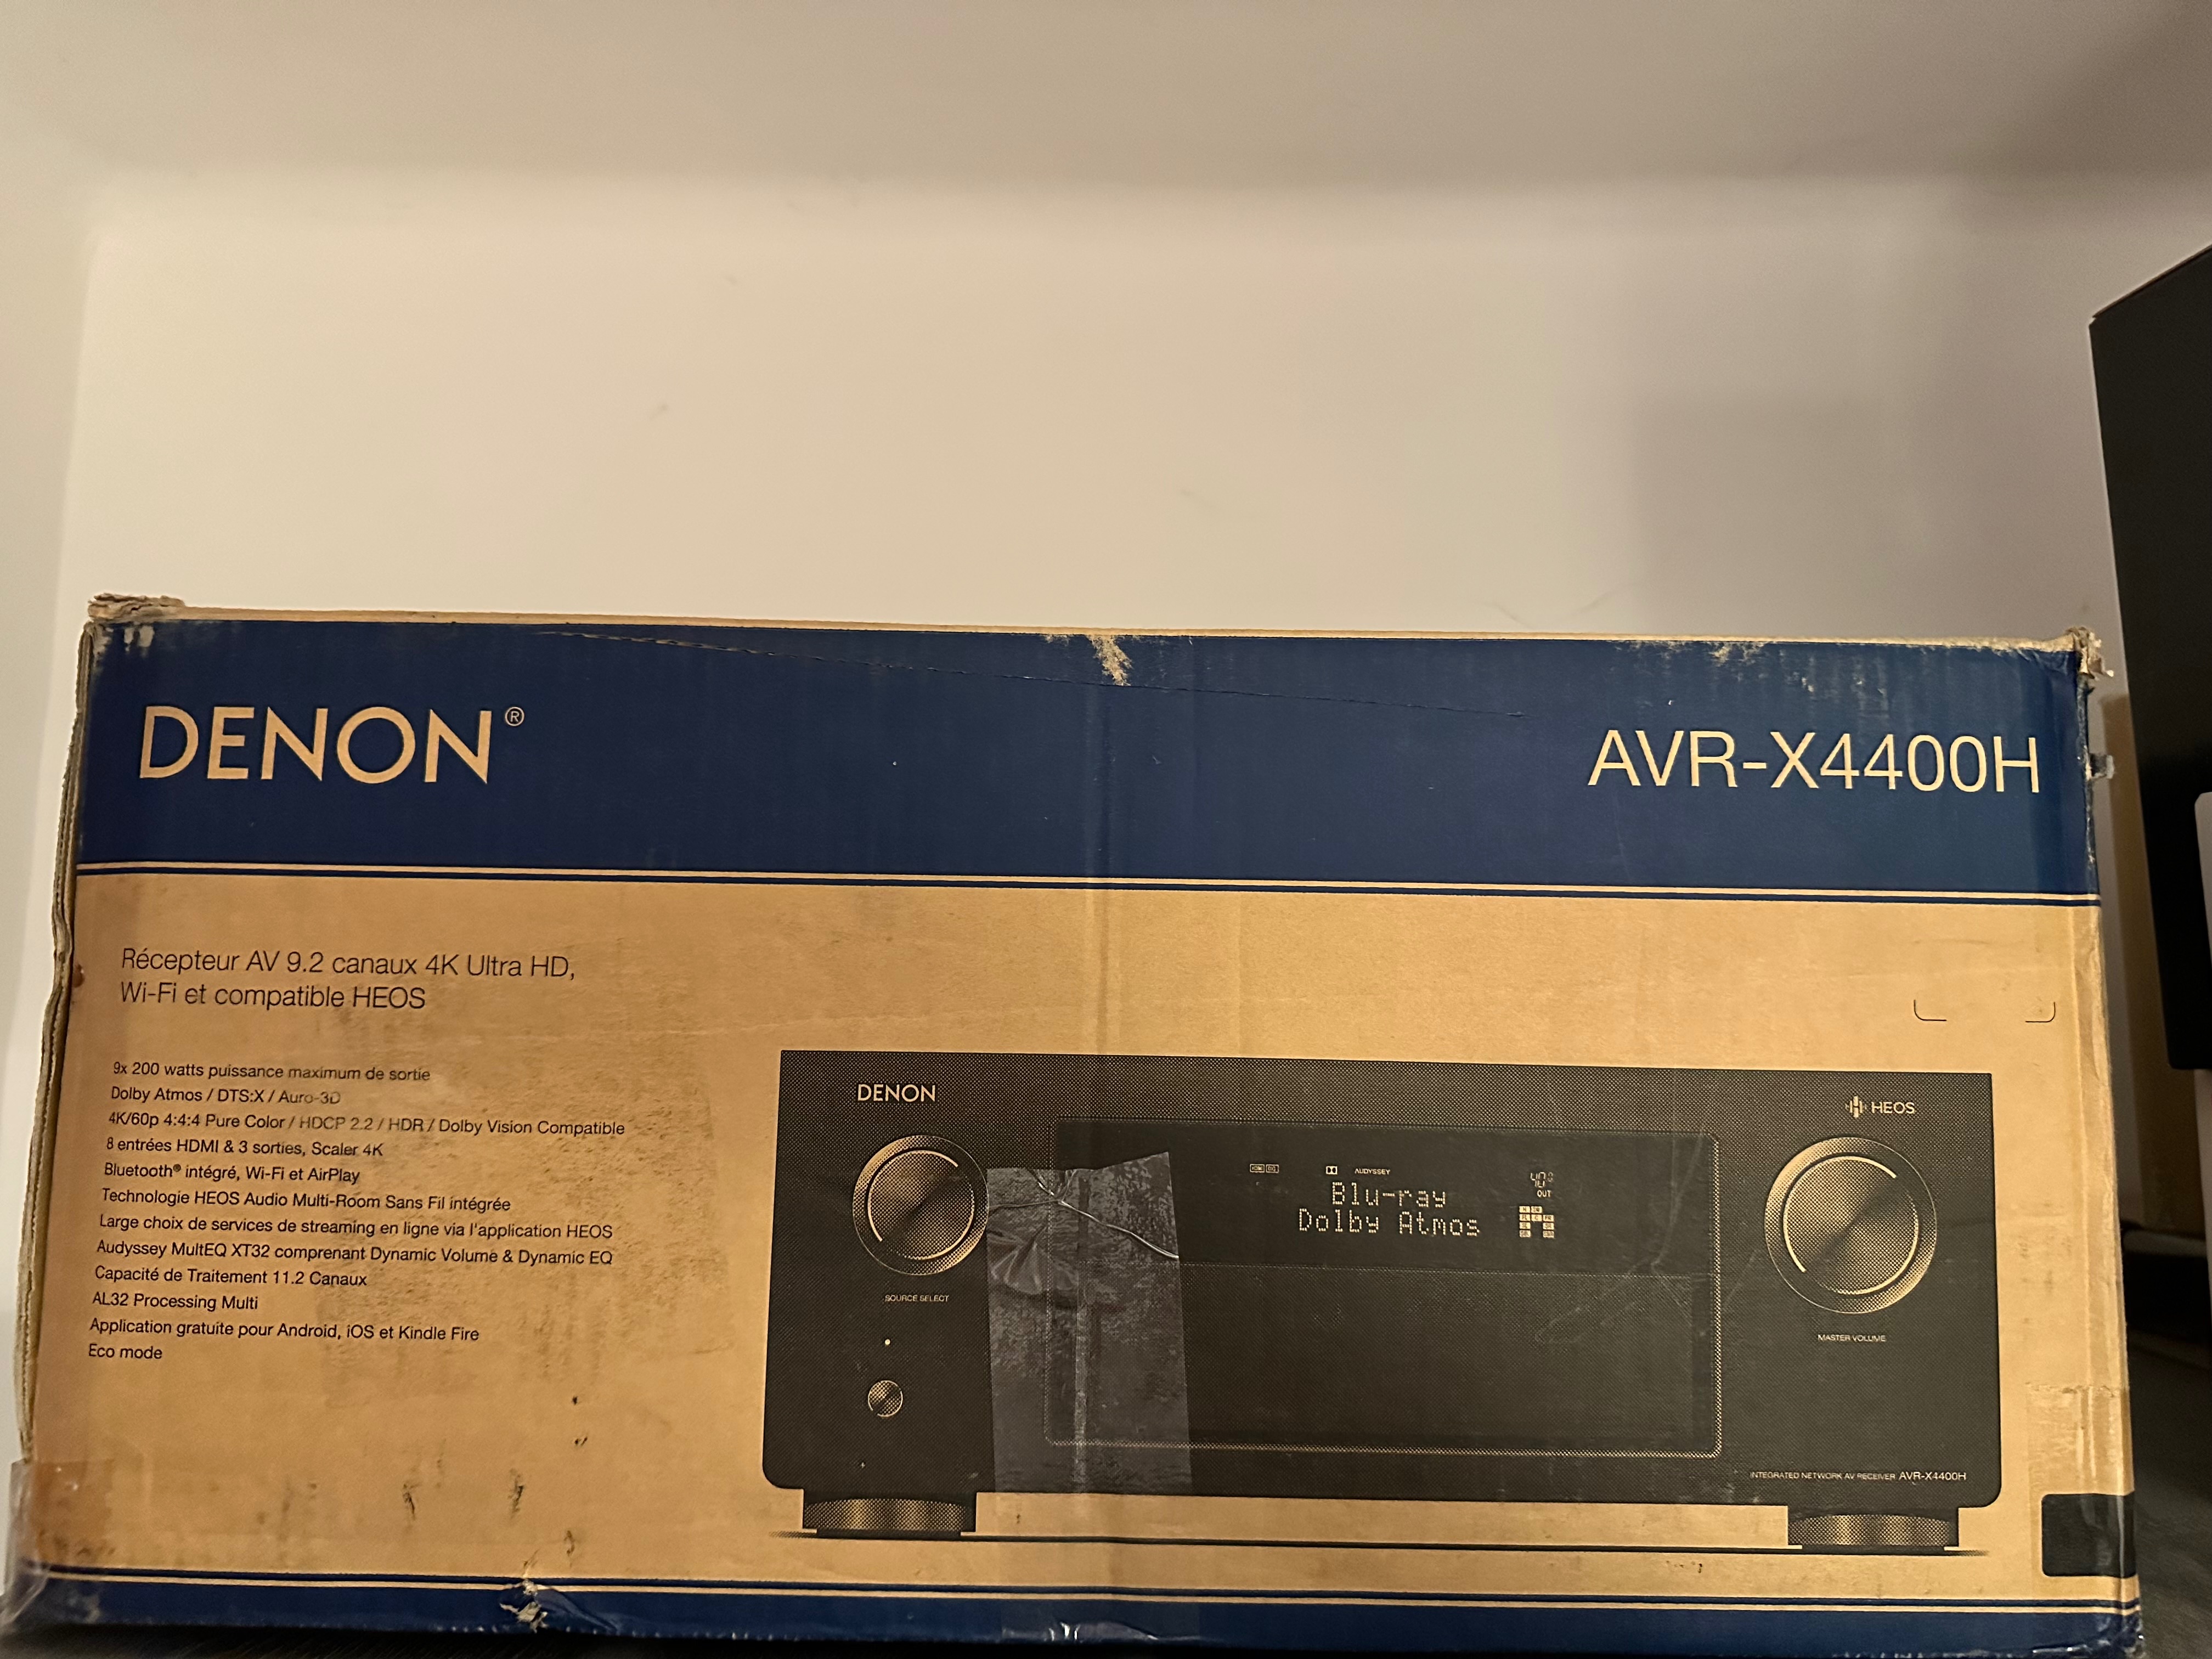 DENON®
AVR-X4400H
Récepteur AV 9.2 canaux 4K Ultra HD,
Wi-Fi et compatible HEOS
9x 200 watts puissance maximum de sortie
Dolby Atmos / DTS:X / Auro-3D
4K/60p 4:4:4 Pure Color / HDCP 2.2 / HDR / Dolby Vision Compatible
8 entrées HDMI & 3 sorties, Scaler 4K
Bluetooth® intégré, Wi-Fi et AirPlay
Technologie HEOS Audio Multi-Room Sans Fil intégrée
Large choix de services de streaming en ligne via l'application HEOS
Audyssey MultEQ XT32 comprenant Dynamic Volume & Dynamic EQ
Capacité de Traitement 11.2 Canaux
AL32 Processing Multi
Application gratuite pour Android, iOS et Kindle Fire
Eco mode
DENON
HEOS
AUDYSSEY
OUT
Blu-ray
Dolby Atmos
SOURCE SELECT
MASTER VOLUME
INTEGRATED NETWORK AV RECEIVER AVR-X4400H